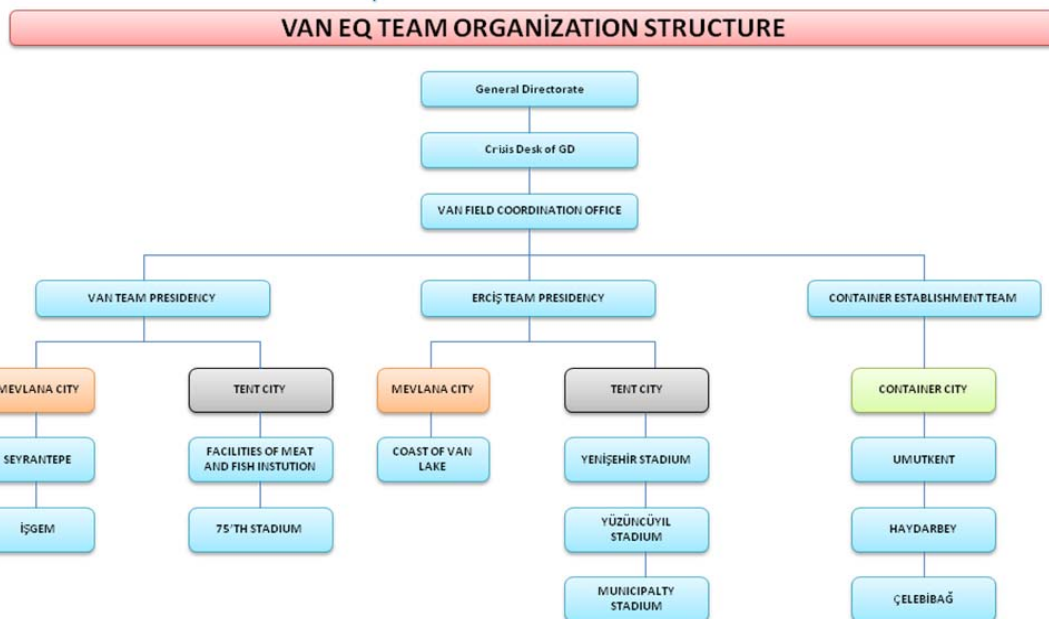 VAN EQ TEAM ORGANİZATION STRUCTURE
General Directorate
Crisis Desk of GD
VAN FIELD COORDINATION OFFICE
VAN TEAM PRESIDENCY
ERCİŞ TEAM PRESIDENCY
CONTAINER ESTABLISHMENT TEAM
MEVLANA CITY
TENT CITY
MEVLANA CITY
TENT CITY
CONTAINER CITY
SEYRANTEPE
FACILITIES OF MEAT
AND FISH INSTUTION
COAST OF VAN
LAKE
YENİŞEHİR STADIUM
UMUTKENT
İŞGEM
75'TH STADIUM
YÜZÜNCÜYIL
STADIUM
HAYDARBEY
MUNICIPALTY
STADIUM
ÇELEBİBAĞ